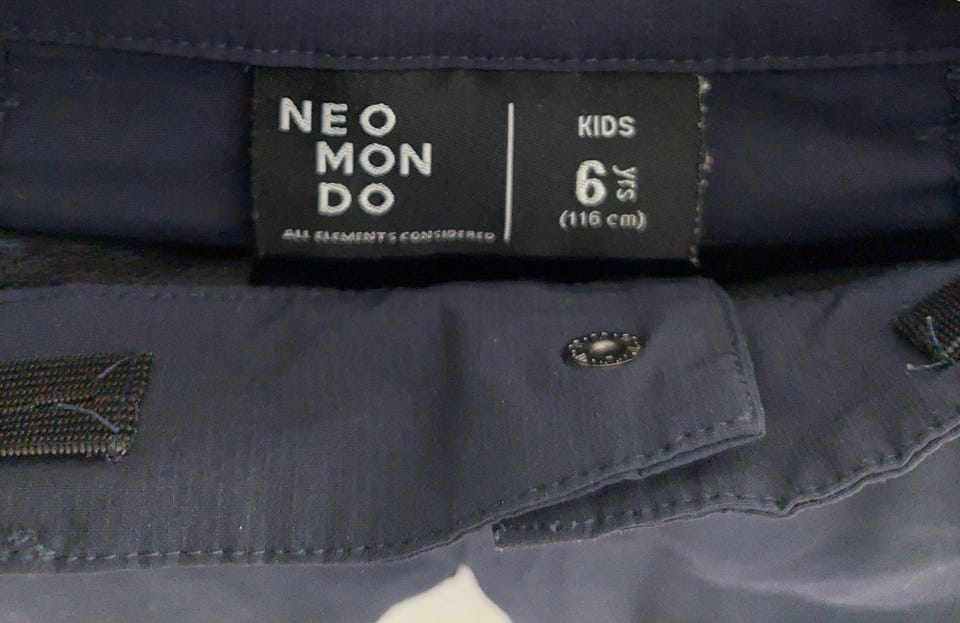 NEO
MON
DO
ALL ELEMENTS CONSIDERED
KIDS
6 yrs
(116 cm)